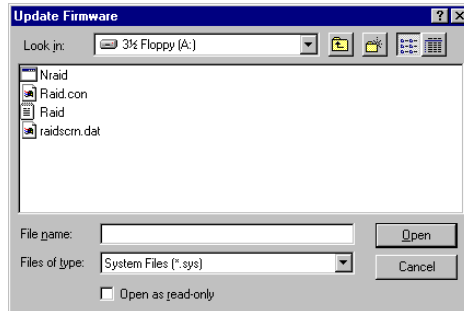 Update Firmware
Look in: 3½ Floppy (A:)
Nraid
Raid.con
Raid
raidscrn.dat
File name:
Open
Files of type: System Files (*.sys)
Cancel
Open as read-only